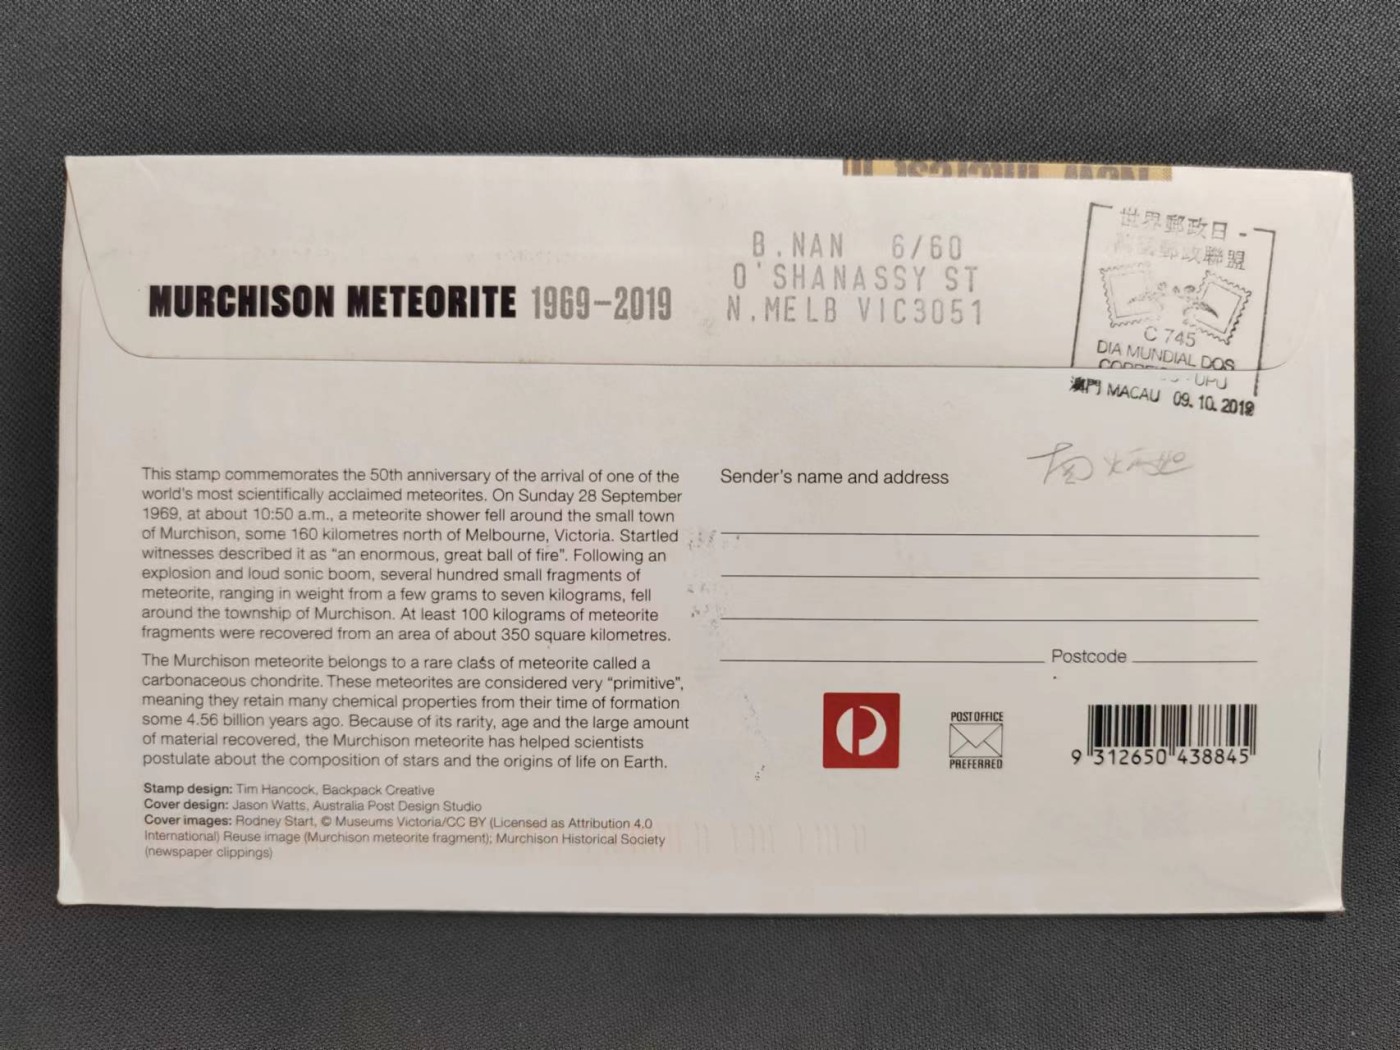 MURCHISON METEORITE 1969–2019
B.NAN 6/60
O'SHANASSY ST
N.MELB VIC3051
世界郵政日 -
郵政聯盟
C 745
DIA MUNDIAL DOS
UPU
澳門 MACAU 09.10.2019
This stamp commemorates the 50th anniversary of the arrival of one of the
world's most scientifically acclaimed meteorites. On Sunday 28 September
1969, at about 10:50 a.m., a meteorite shower fell around the small town
of Murchison, some 160 kilometres north of Melbourne, Victoria. Startled
witnesses described it as “an enormous, great ball of fire”. Following an
explosion and loud sonic boom, several hundred small fragments of
meteorite, ranging in weight from a few grams to seven kilograms, fell
around the township of Murchison. At least 100 kilograms of meteorite
fragments were recovered from an area of about 350 square kilometres.
The Murchison meteorite belongs to a rare class of meteorite called a
carbonaceous chondrite. These meteorites are considered very “primitive”,
meaning they retain many chemical properties from their time of formation
some 4.56 billion years ago. Because of its rarity, age and the large amount
of material recovered, the Murchison meteorite has helped scientists
postulate about the composition of stars and the origins of life on Earth.
Stamp design: Tim Hancock, Backpack Creative
Cover design: Jason Watts, Australia Post Design Studio
Cover images: Rodney Start, © Museums Victoria/CC BY (Licensed as Attribution 4.0
International) Reuse image (Murchison meteorite fragment); Murchison Historical Society
(newspaper clippings)
Sender's name and address
Postcode
POST OFFICE
PREFERRED
9 312650 438845